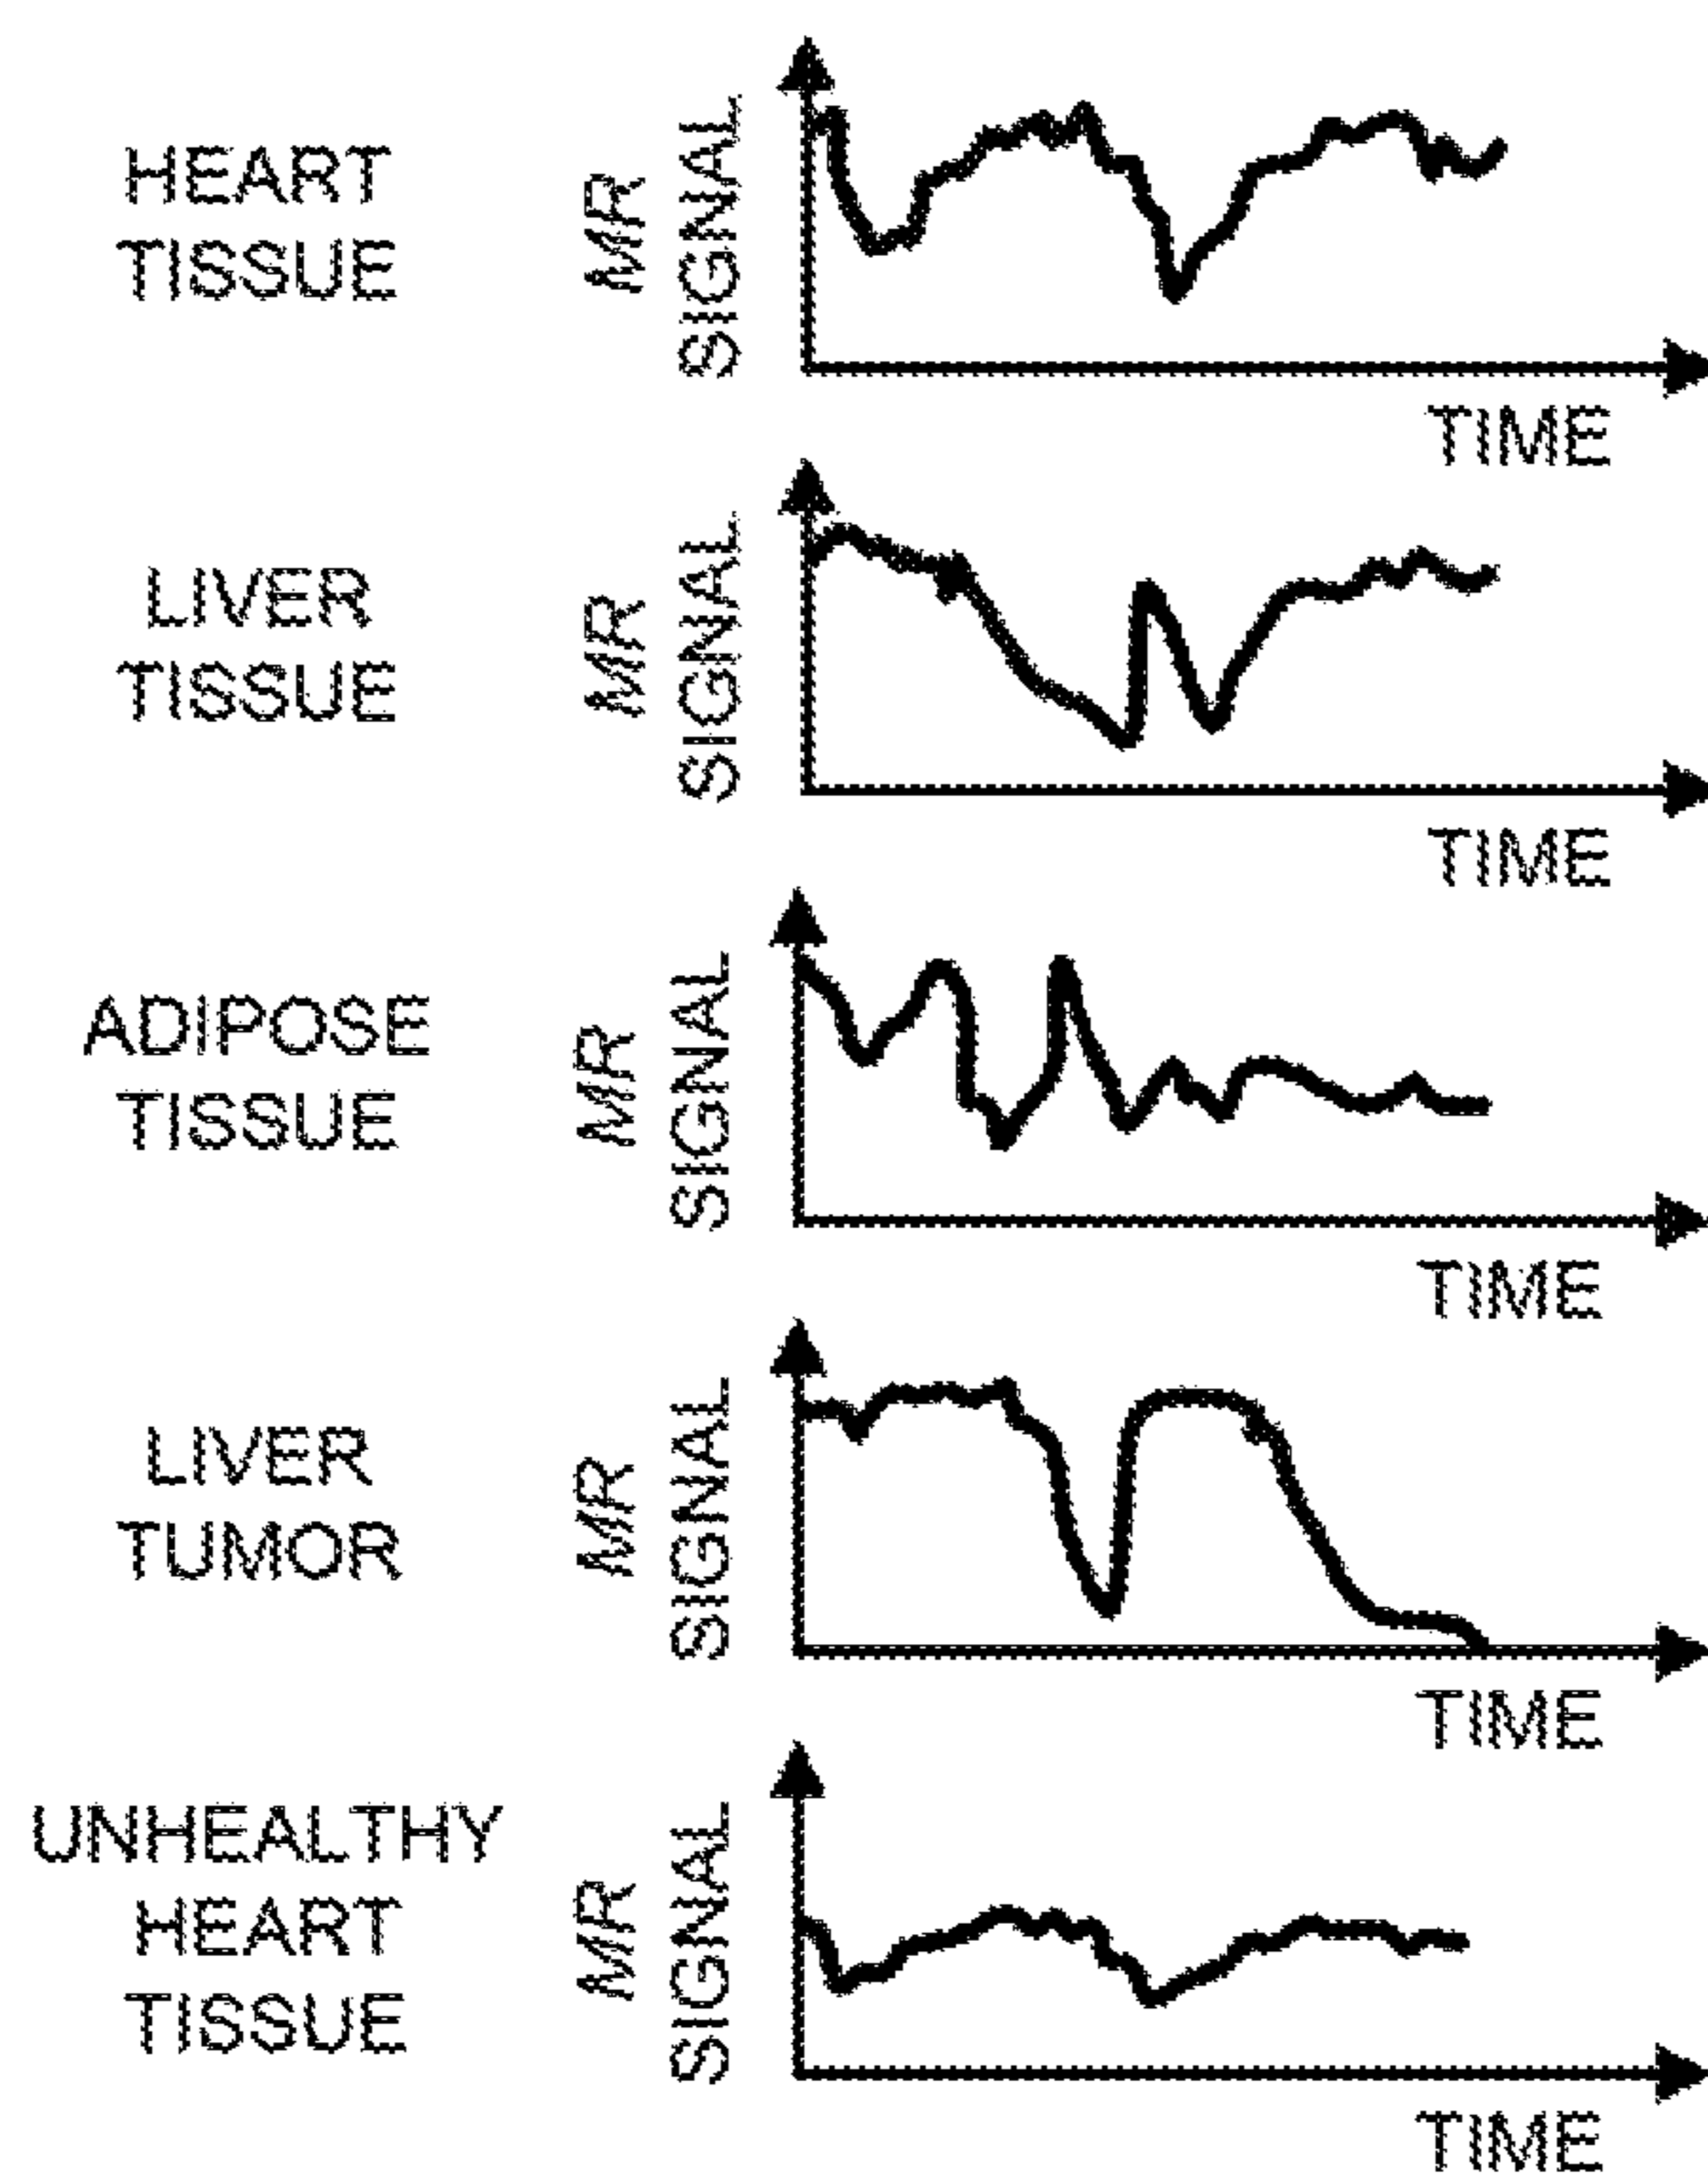 HEART
TISSUE
MR
SIGNAL
TIME
LIVER
TISSUE
MR
SIGNAL
TIME
ADIPOSE
TISSUE
MR
SIGNAL
TIME
LIVER
TUMOR
MR
SIGNAL
TIME
UNHEALTHY
HEART
TISSUE
MR
SIGNAL
TIME